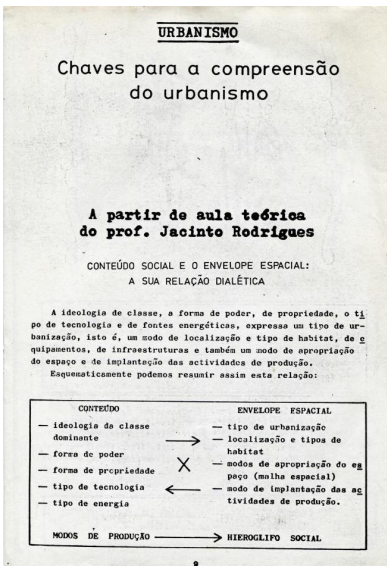 URBANISMO
Chaves para a compreensão
do urbanismo
A partir de aula teórica
do prof. Jacinto Rodrigues
CONTEÚDO SOCIAL E O ENVELOPE ESPACIAL:
A SUA RELAÇÃO DIALÉTICA
A ideologia de classe, a forma de poder, de propriedade, o ti
po de tecnologia e de fontes energéticas, expressa um tipo de ur-
banização, isto é, um modo de localização e tipo de habitat, de e
quipamentos, de infraestruturas e também um modo de apropriação
do espaço e de implantação das actividades de produção.
Esquematicamente podemos resumir assim esta relação:
CONTEÚDO
— ideologia da classe
dominante
— forma de poder
— forma de propriedade
— tipo de tecnologia
— tipo de energia
ENVELOPE ESPACIAL
— tipo de urbanização
— localização e tipos de
habitat
— modos de apropriação do es
paço (malha espacial)
— modo de implantação das ac
tividades de produção.
MODOS DE PRODUÇÃO → HIEROGLIFO SOCIAL